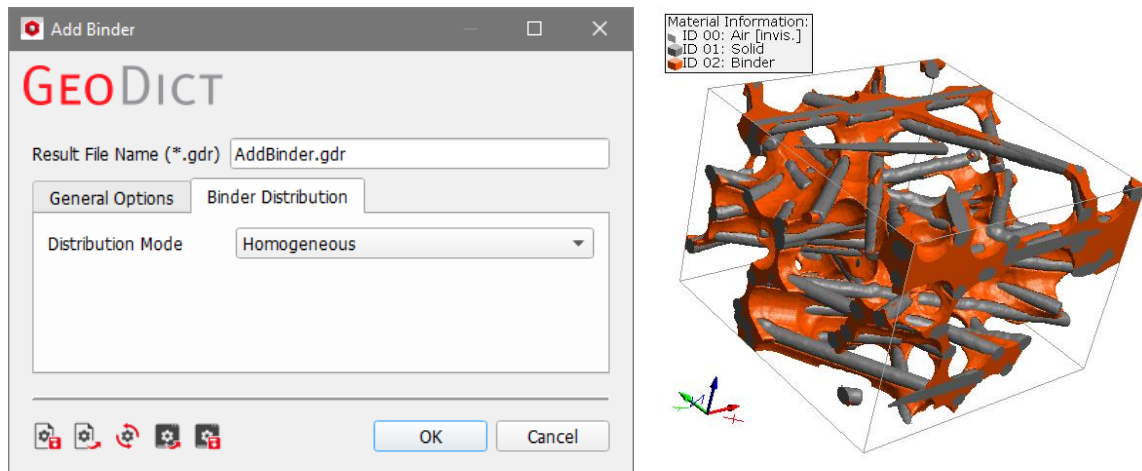 Add Binder
GEODICT
Result File Name (*.gdr) AddBinder.gdr
General Options Binder Distribution
Distribution Mode Homogeneous
OK Cancel
Material Information:
ID 00: Air [invis.]
ID 01: Solid
ID 02: Binder